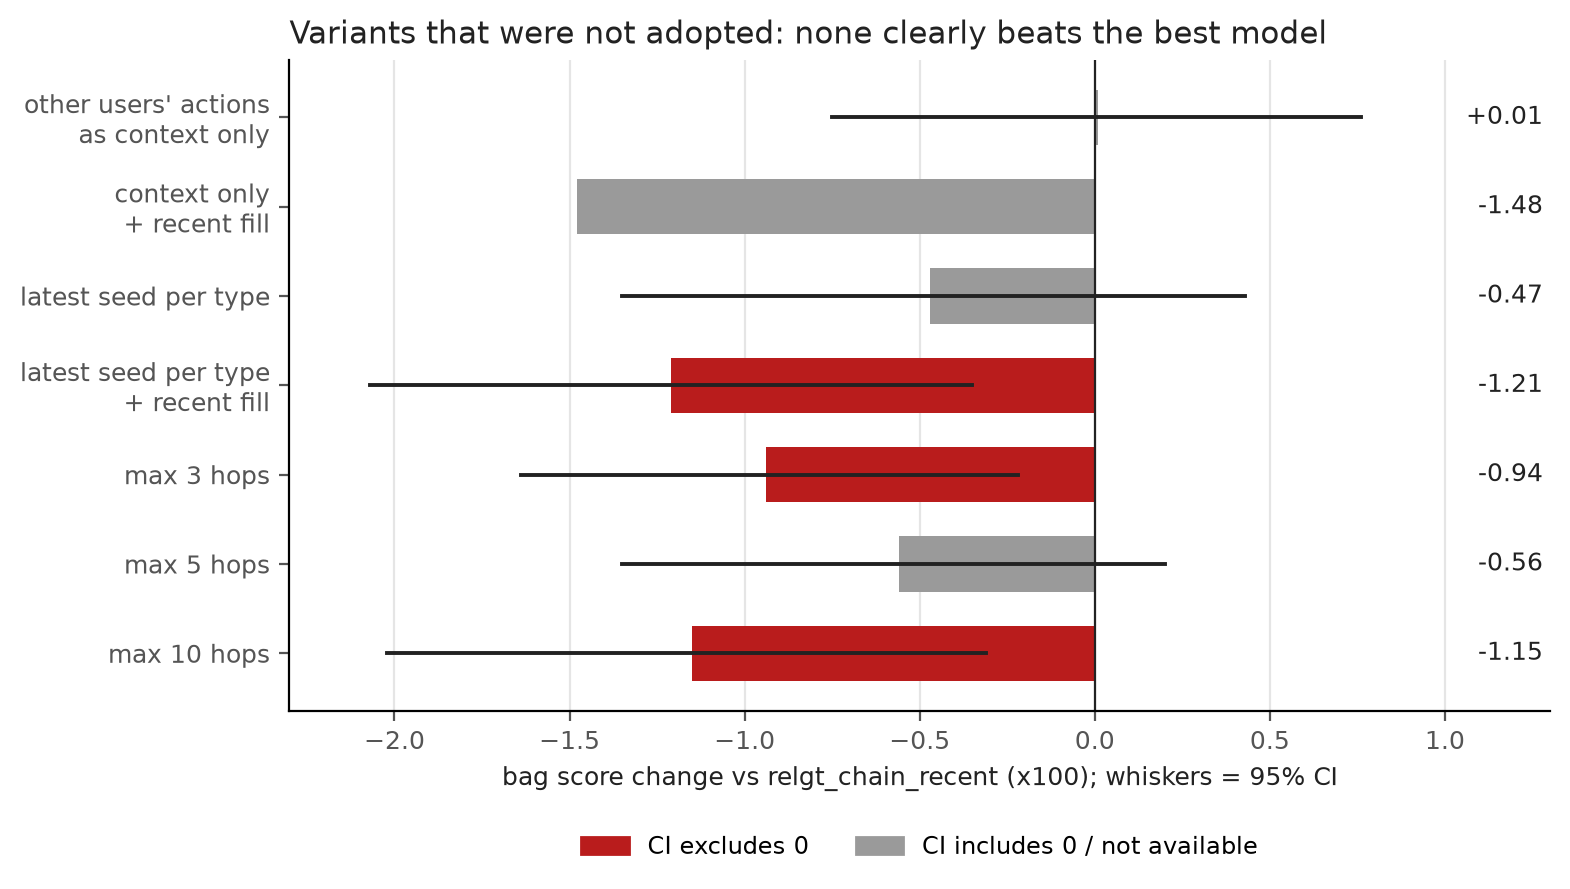 Variants that were not adopted: none clearly beats the best model
other users' actions
as context only
+0.01
context only
+ recent fill
-1.48
latest seed per type
-0.47
latest seed per type
+ recent fill
-1.21
max 3 hops
-0.94
max 5 hops
-0.56
max 10 hops
-1.15
−2.0 −1.5 −1.0 −0.5 0.0 0.5 1.0
bag score change vs relgt_chain_recent (x100); whiskers = 95% CI
CI excludes 0 CI includes 0 / not available